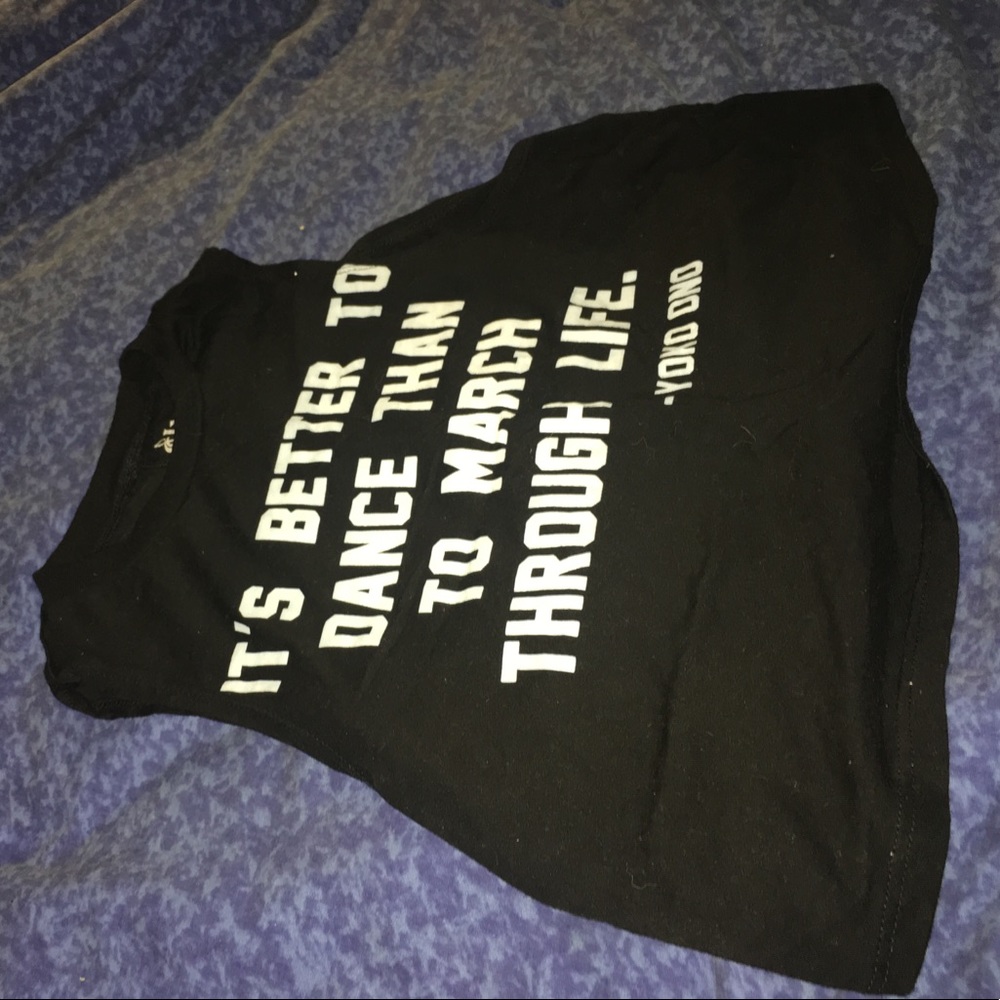 IT'S BETTER TO
DANCE THAN
TO MARCH
THROUGH LIFE.
-YOKO ONO